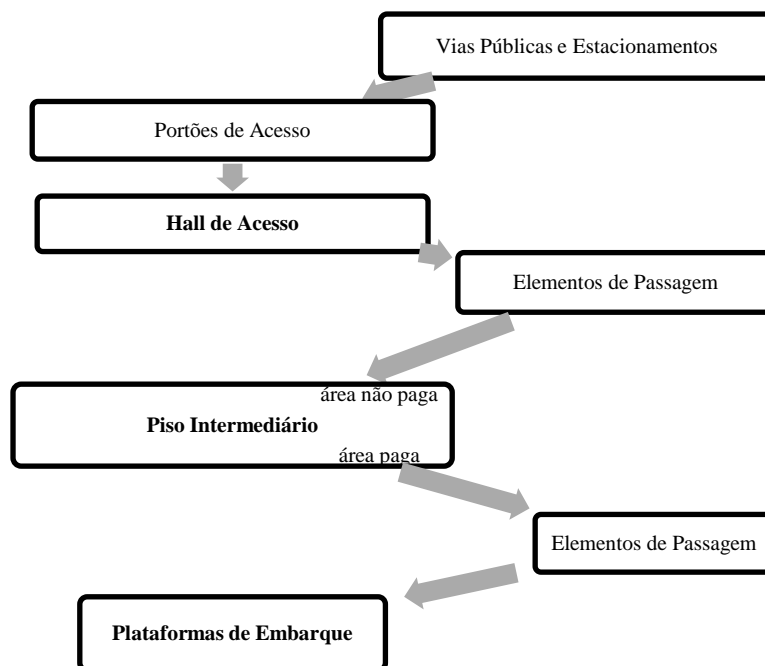 Vias Públicas e Estacionamentos
Portões de Acesso
Hall de Acesso
Elementos de Passagem
área não paga
Piso Intermediário
área paga
Elementos de Passagem
Plataformas de Embarque